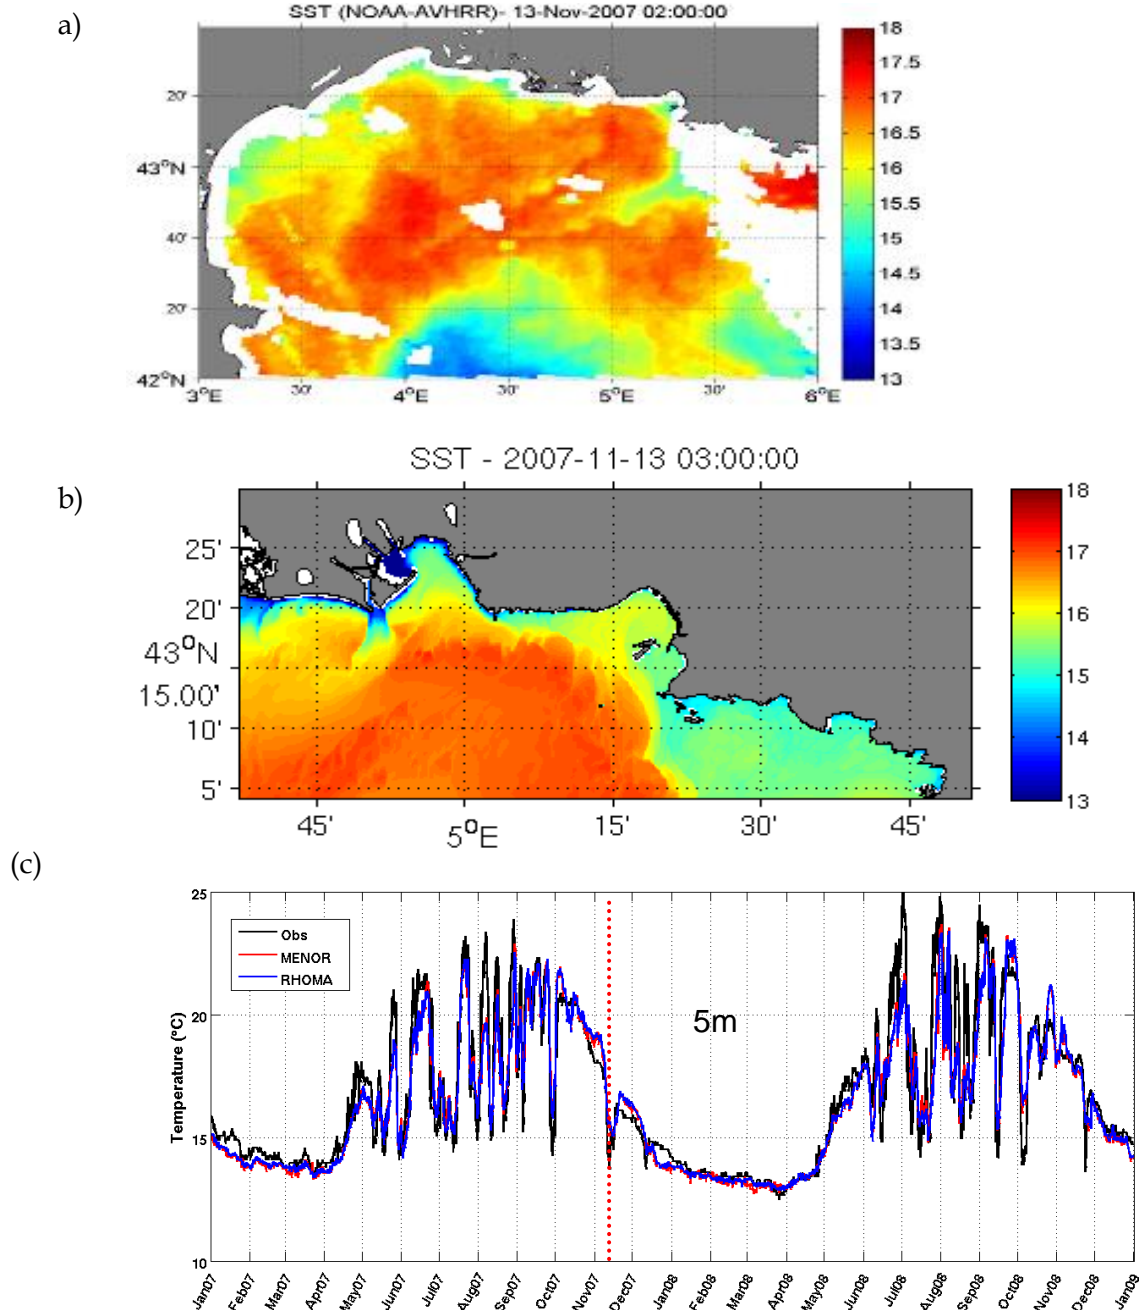 a)
SST (NOAA-AVHRR)- 13-Nov-2007 02:00:00
20'
43°N
40'
20'
42°N
3°E 30' 4°E 30' 5°E 30' 6°E
18
17.5
17
16.5
16
15.5
15
14.5
14
13.5
13
b)
SST - 2007-11-13 03:00:00
25'
20'
43°N
15.00'
10'
5'
45' 5°E 15' 30' 45'
18
17
16
15
14
13
(c)
25
20
15
10
Temperature (°C)
Obs
MENOR
RHOMA
5m
Jan07 Feb07 Mar07 Apr07 May07 Jun07 Jul07 Aug07 Sep07 Oct07 Nov07 Dec07 Jan08 Feb08 Mar08 Apr08 May08 Jun08 Jul08 Aug08 Sep08 Oct08 Nov08 Dec08 Jan09